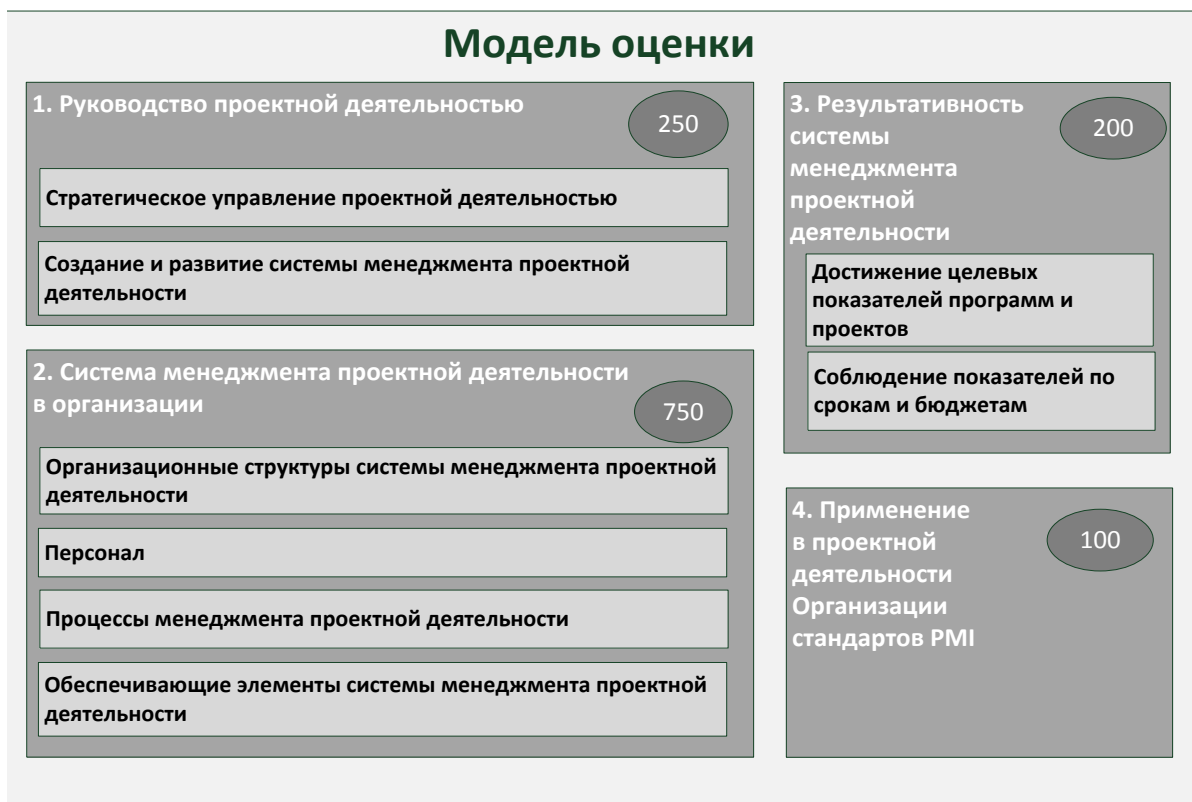 Модель оценки
1. Руководство проектной деятельностью
250
Стратегическое управление проектной деятельностью
Создание и развитие системы менеджмента проектной
деятельности
2. Система менеджмента проектной деятельности
в организации
750
Организационные структуры системы менеджмента проектной
деятельности
Персонал
Процессы менеджмента проектной деятельности
Обеспечивающие элементы системы менеджмента проектной
деятельности
3. Результативность
системы
менеджмента
проектной
деятельности
200
Достижение целевых
показателей программ и
проектов
Соблюдение показателей по
срокам и бюджетам
4. Применение
в проектной
деятельности
Организации
стандартов PMI
100